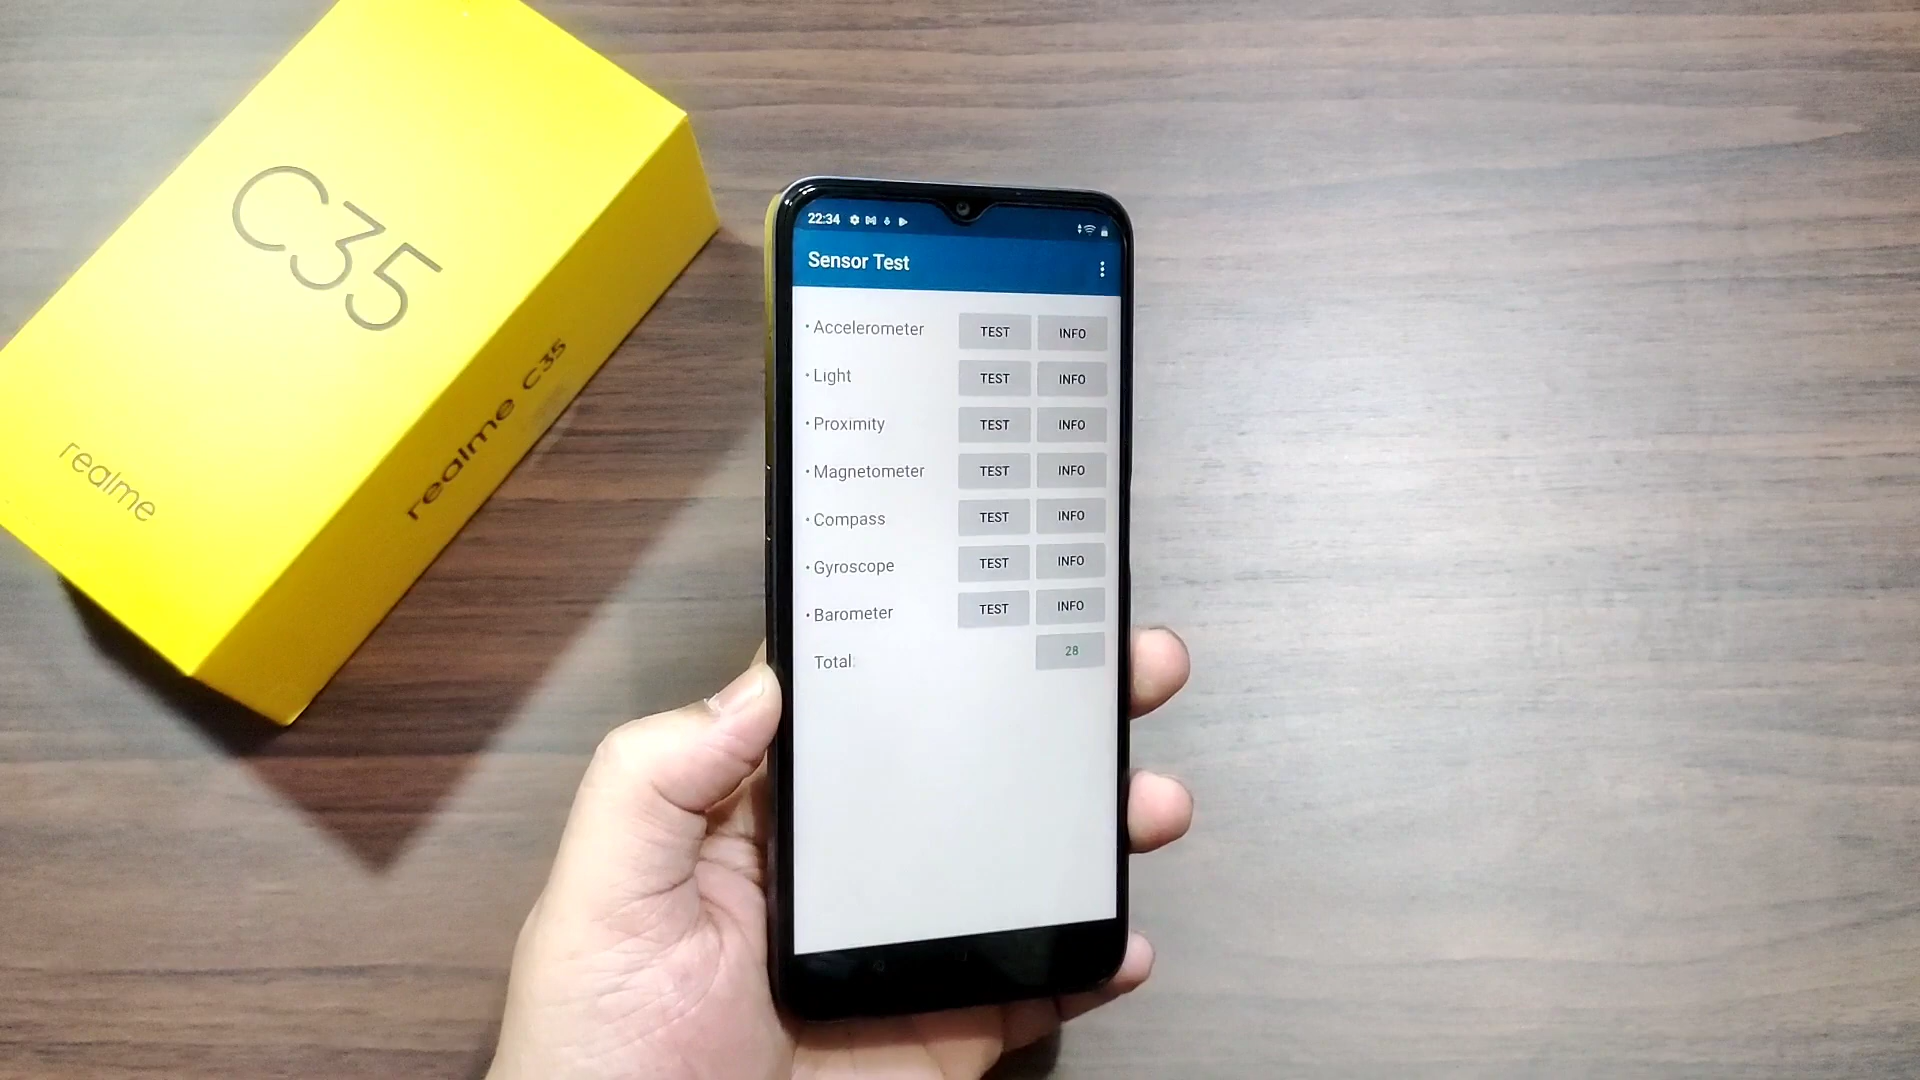 C35
realme
realme C35
22:34
Sensor Test
• Accelerometer TEST INFO
• Light TEST INFO
• Proximity TEST INFO
• Magnetometer TEST INFO
• Compass TEST INFO
• Gyroscope TEST INFO
• Barometer TEST INFO
Total: 28